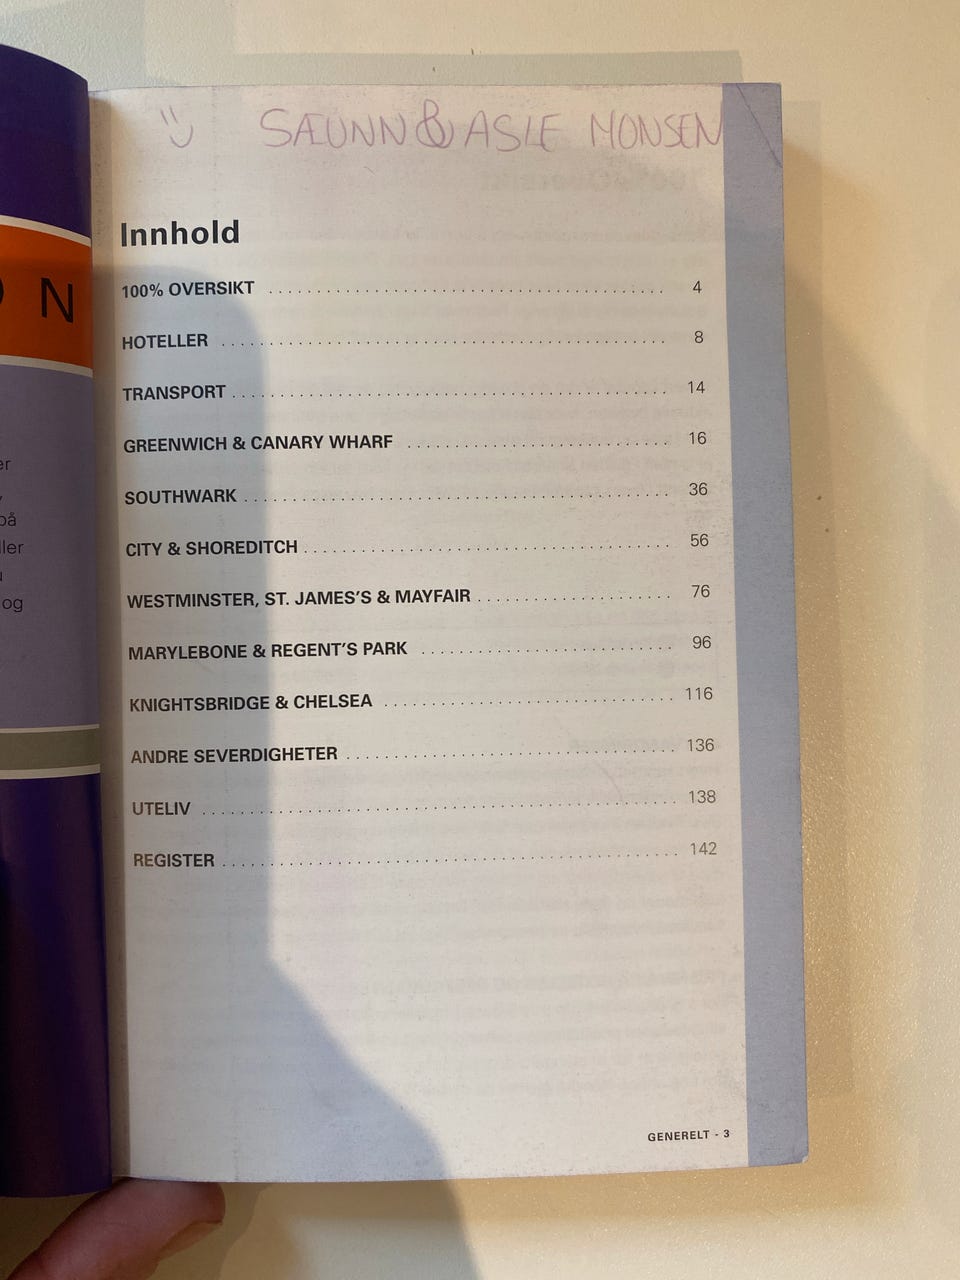 SÆUNN & ASLE MONSEN
Innhold
100% OVERSIKT 4
HOTELLER 8
TRANSPORT 14
GREENWICH & CANARY WHARF 16
SOUTHWARK 36
CITY & SHOREDITCH 56
WESTMINSTER, ST. JAMES'S & MAYFAIR 76
MARYLEBONE & REGENT'S PARK 96
KNIGHTSBRIDGE & CHELSEA 116
ANDRE SEVERDIGHETER 136
UTELIV 138
REGISTER 142
GENERELT - 3
N
på
og